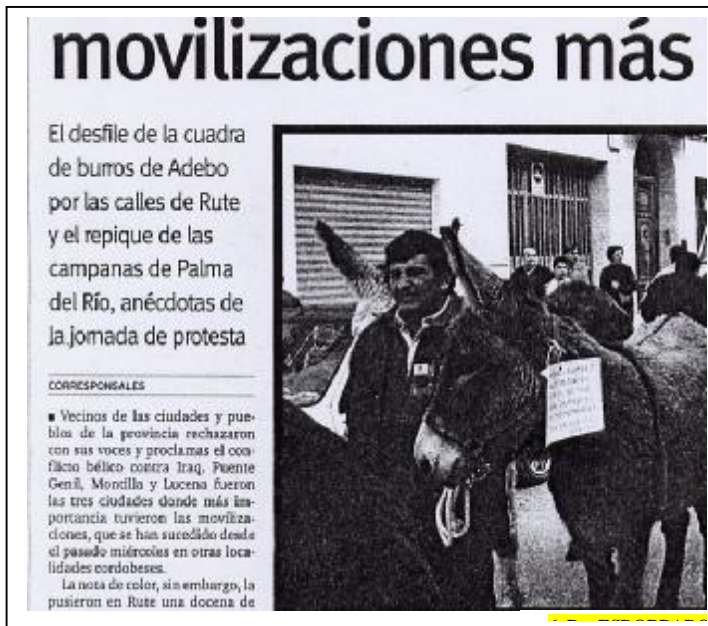 movilizaciones más
El desfile de la cuadra
de burros de Adebo
por las calles de Rute
y el repique de las
campanas de Palma
del Río, anécdotas de
la jornada de protesta
CORRESPONSALES
■ Vecinos de las ciudades y pue-
blos de la provincia rechazaron
con sus voces y proclamas el con-
flicto bélico contra Iraq. Puente
Genil, Montilla y Lucena fueron
las tres ciudades donde más im-
portancia tuvieron las moviliza-
ciones, que se han sucedido desde
el pasado miércoles en otras loca-
lidades cordobeses.
La nota de color, sin embargo, la
pusieron en Rute una docena de